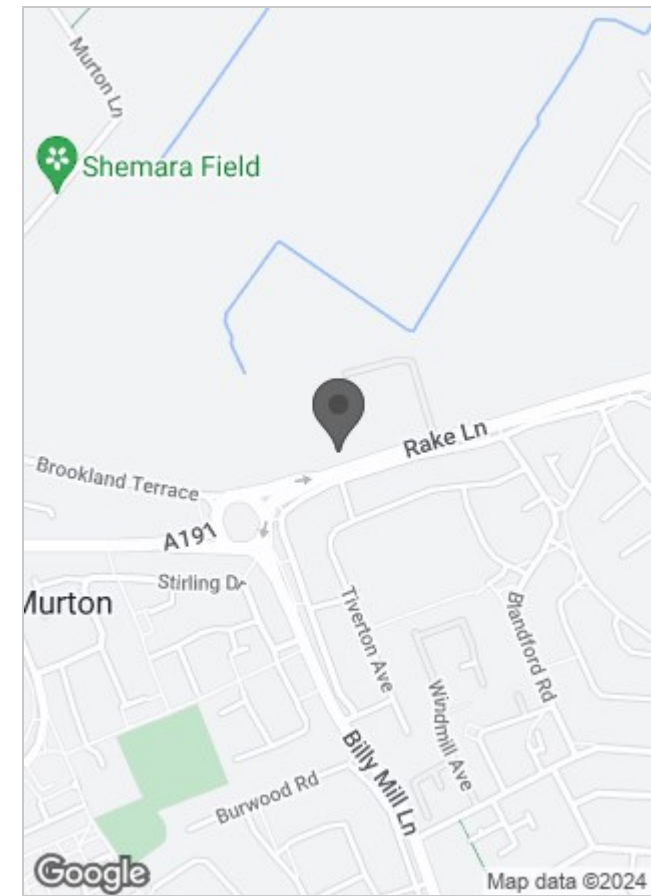 Murton Ln
Shemara Field
Rake Ln
Brookland Terrace
A191
Stirling Dr
Murton
Tiverton Ave
Blandford Rd
Windmill Ave
Billy Mill Ln
Burwood Rd
Google
Map data ©2024